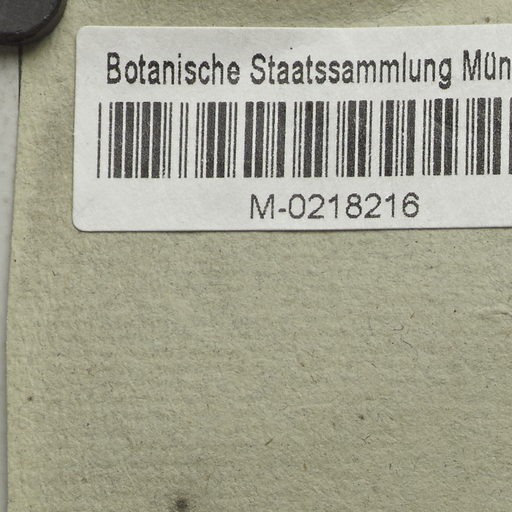 Botanische Staatssammlung Mün
M-0218216